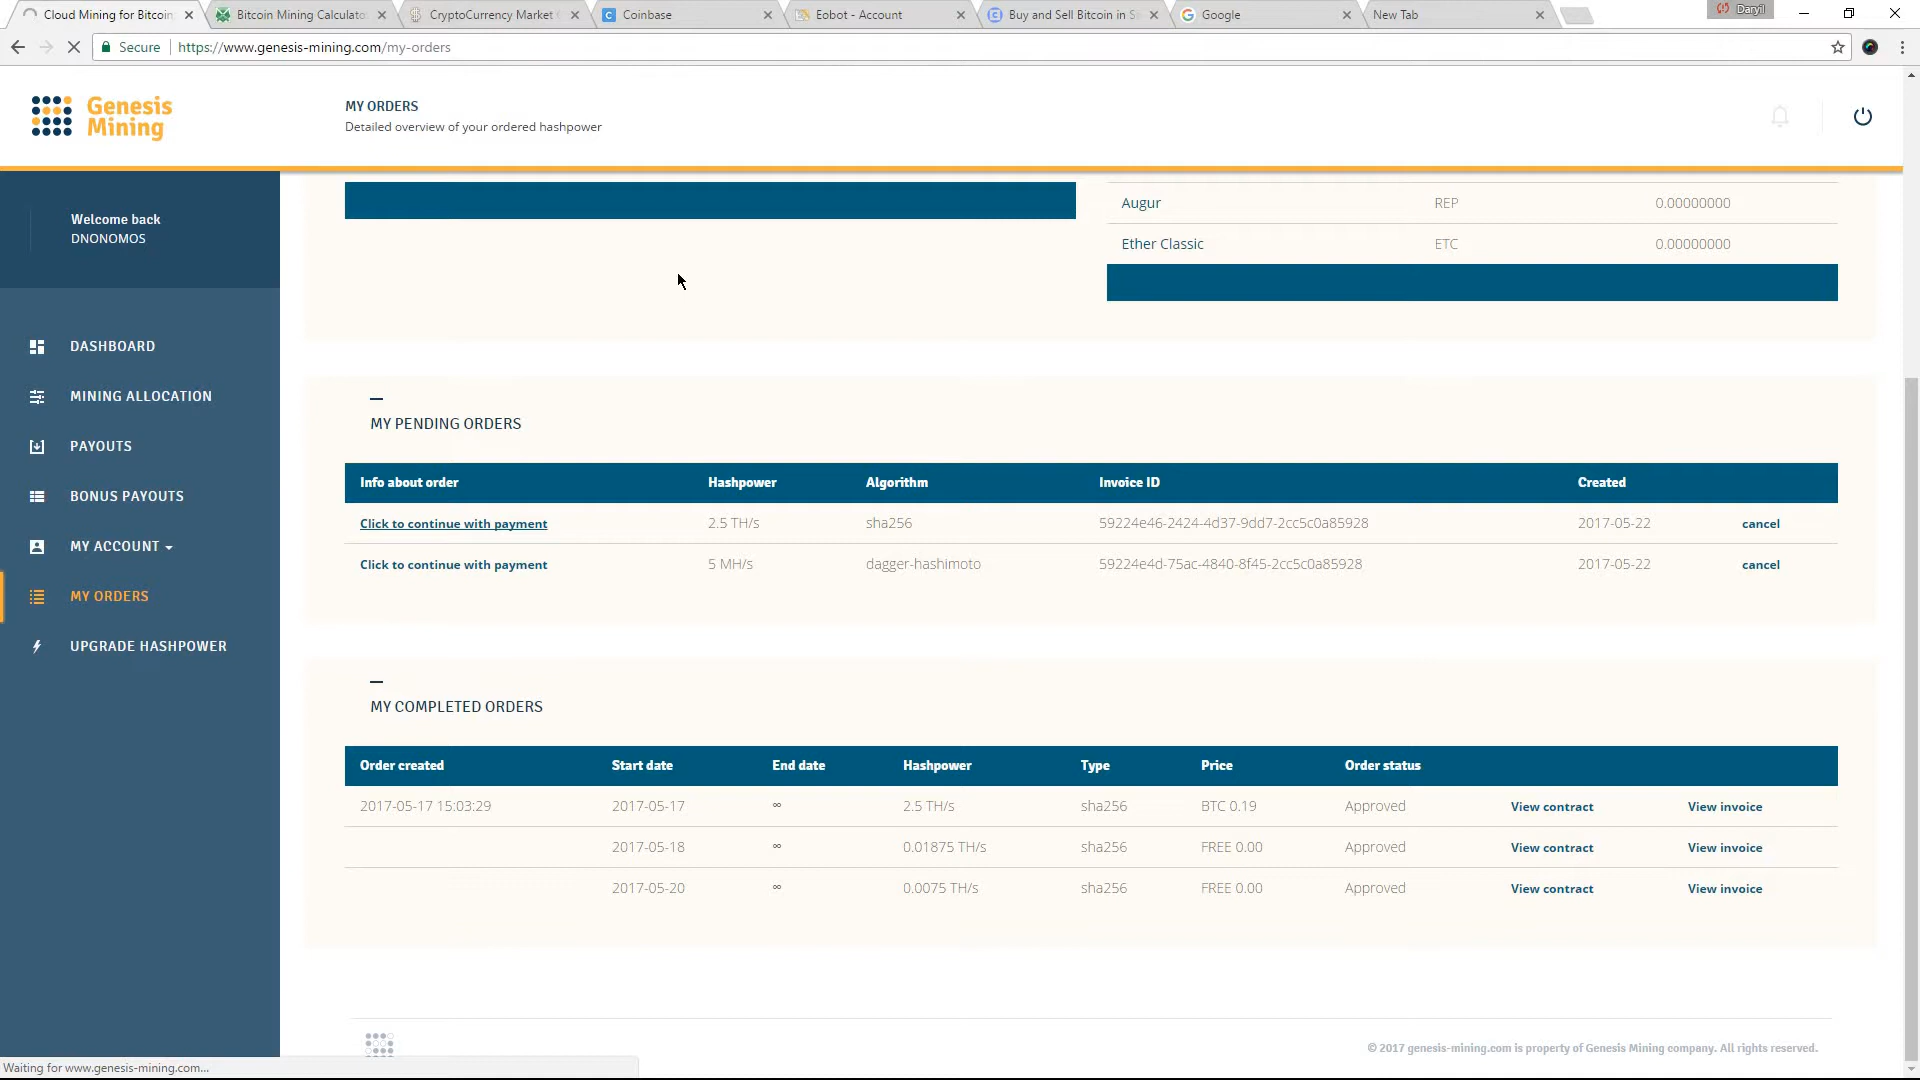 Cloud Mining for Bitcoin
Bitcoin Mining Calculato
CryptoCurrency Market
Coinbase
Eobot - Account
Buy and Sell Bitcoin in S
Google
New Tab
Daryll
Secure
https://www.genesis-mining.com/my-orders
Genesis
Mining
MY ORDERS
Detailed overview of your ordered hashpower
Welcome back
DNONOMOS
DASHBOARD
MINING ALLOCATION
PAYOUTS
BONUS PAYOUTS
MY ACCOUNT
MY ORDERS
UPGRADE HASHPOWER
Augur REP 0.00000000
Ether Classic ETC 0.00000000
MY PENDING ORDERS
Info about order Hashpower Algorithm Invoice ID Created
Click to continue with payment 2.5 TH/s sha256 59224e46-2424-4d37-9dd7-2cc5c0a85928 2017-05-22 cancel
Click to continue with payment 5 MH/s dagger-hashimoto 59224e4d-75ac-4840-8f45-2cc5c0a85928 2017-05-22 cancel
MY COMPLETED ORDERS
Order created Start date End date Hashpower Type Price Order status
2017-05-17 15:03:29 2017-05-17 ∞ 2.5 TH/s sha256 BTC 0.19 Approved View contract View invoice
2017-05-18 ∞ 0.01875 TH/s sha256 FREE 0.00 Approved View contract View invoice
2017-05-20 ∞ 0.0075 TH/s sha256 FREE 0.00 Approved View contract View invoice
© 2017 genesis-mining.com is property of Genesis Mining company. All rights reserved.
Waiting for www.genesis-mining.com...